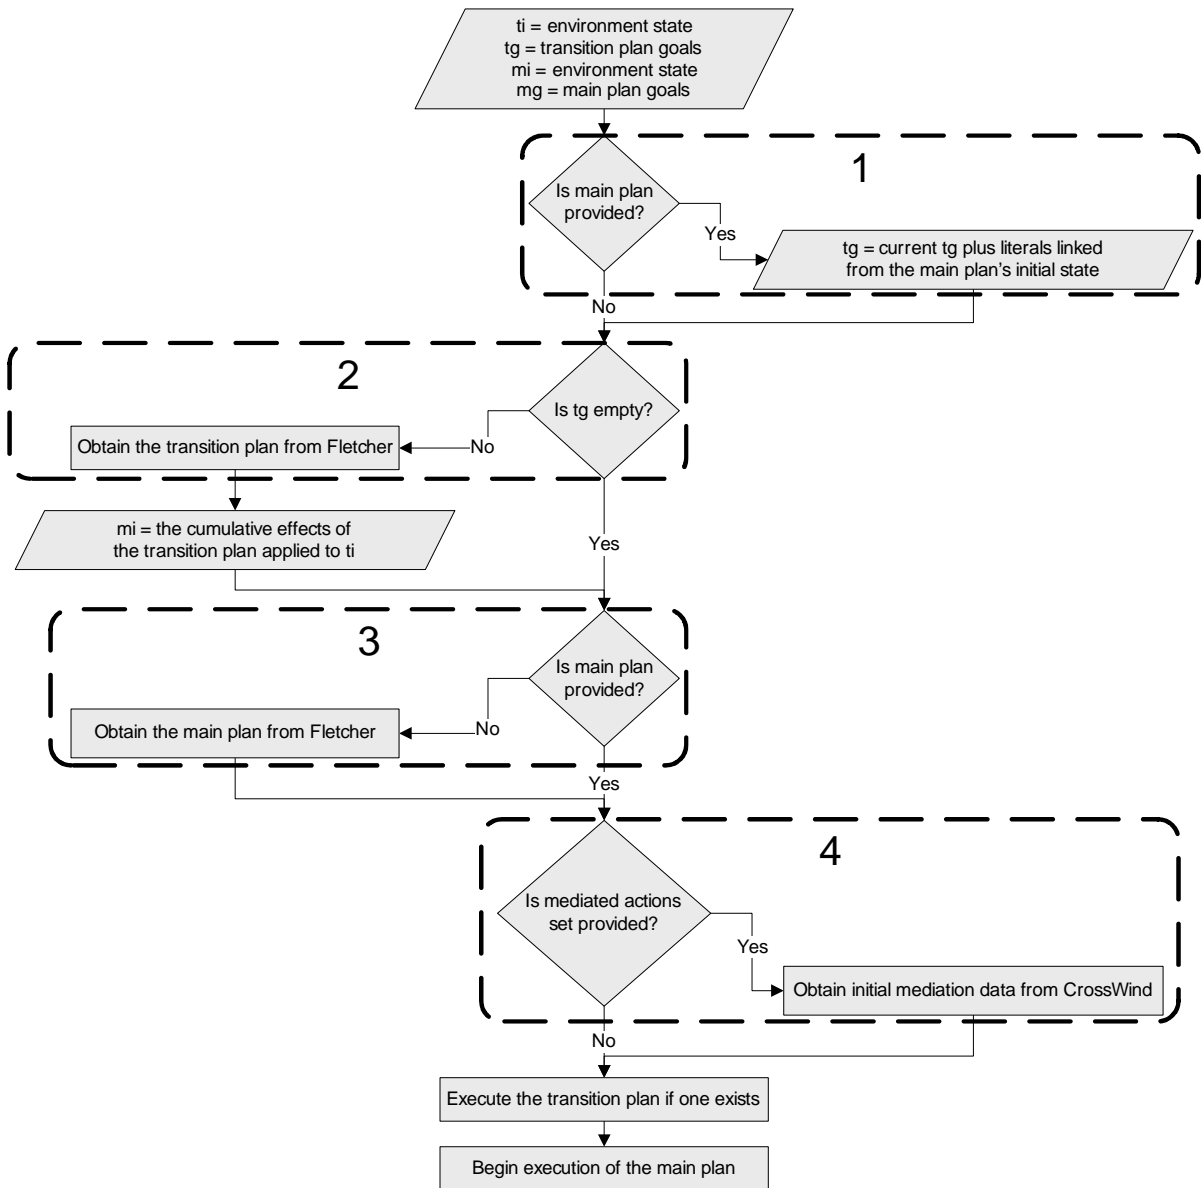 ti = environment state
tg = transition plan goals
mi = environment state
mg = main plan goals
1
Is main plan
provided?
Yes
tg = current tg plus literals linked
from the main plan's initial state
No
2
Is tg empty?
No
Obtain the transition plan from Fletcher
mi = the cumulative effects of
the transition plan applied to ti
Yes
3
Is main plan
provided?
No
Obtain the main plan from Fletcher
Yes
4
Is mediated actions
set provided?
Yes
Obtain initial mediation data from CrossWind
No
Execute the transition plan if one exists
Begin execution of the main plan